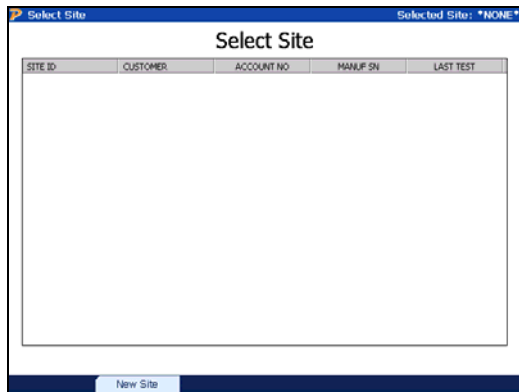 P Select Site Selected Site: *NONE*
Select Site
SITE ID CUSTOMER ACCOUNT NO MANUF SN LAST TEST
New Site